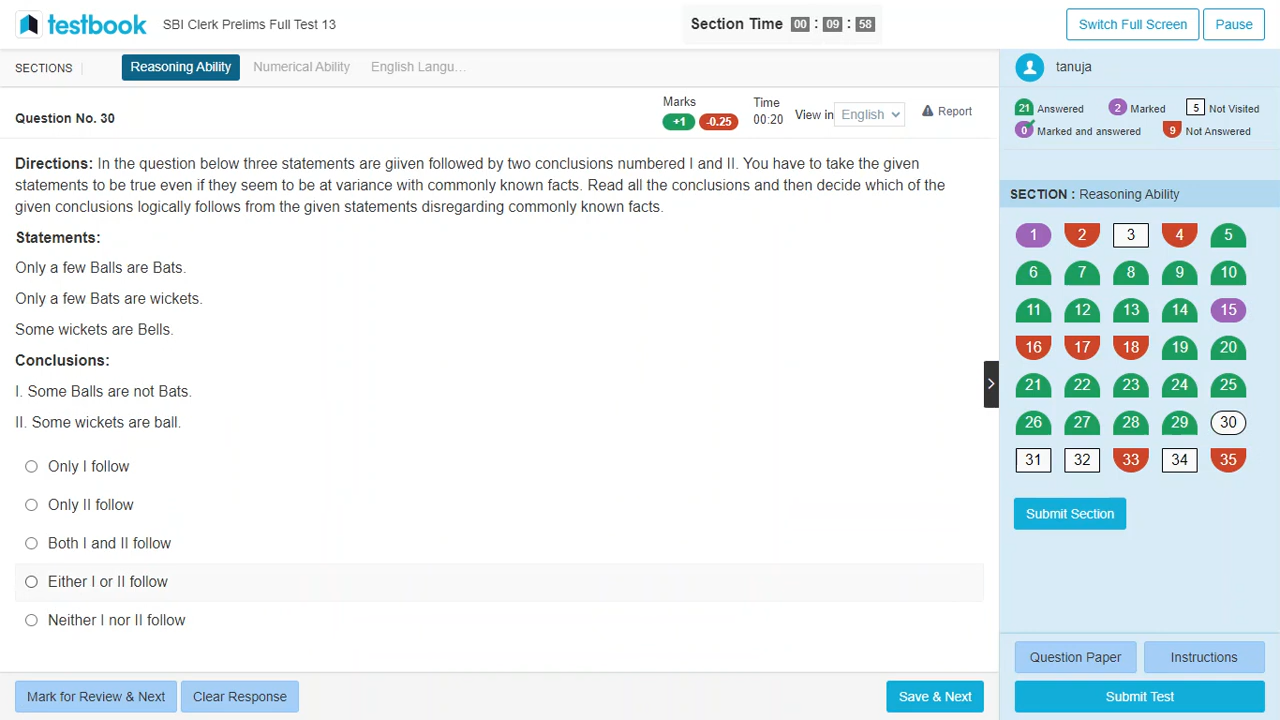 testbook SBI Clerk Prelims Full Test 13 Section Time 00 : 09 : 58 Switch Full Screen Pause
SECTIONS Reasoning Ability Numerical Ability English Langu...
Question No. 30 Marks +1 -0.25 Time 00:20 View in English Report
Directions: In the question below three statements are giiven followed by two conclusions numbered I and II. You have to take the given
statements to be true even if they seem to be at variance with commonly known facts. Read all the conclusions and then decide which of the
given conclusions logically follows from the given statements disregarding commonly known facts.
Statements:
Only a few Balls are Bats.
Only a few Bats are wickets.
Some wickets are Bells.
Conclusions:
I. Some Balls are not Bats.
II. Some wickets are ball.
Only I follow
Only II follow
Both I and II follow
Either I or II follow
Neither I nor II follow
Mark for Review & Next Clear Response Save & Next
tanuja
21 Answered 2 Marked 5 Not Visited
0 Marked and answered 9 Not Answered
SECTION : Reasoning Ability
1 2 3 4 5
6 7 8 9 10
11 12 13 14 15
16 17 18 19 20
21 22 23 24 25
26 27 28 29 30
31 32 33 34 35
Submit Section
Question Paper Instructions
Submit Test